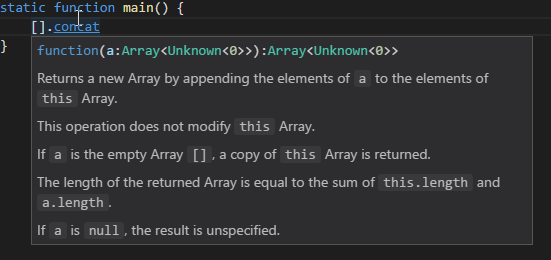 static function main() {
[].concat
}
function(a:Array<Unknown<0>>):Array<Unknown<0>>
Returns a new Array by appending the elements of a to the elements of
this Array.
This operation does not modify this Array.
If a is the empty Array [], a copy of this Array is returned.
The length of the returned Array is equal to the sum of this.length and
a.length.
If a is null, the result is unspecified.